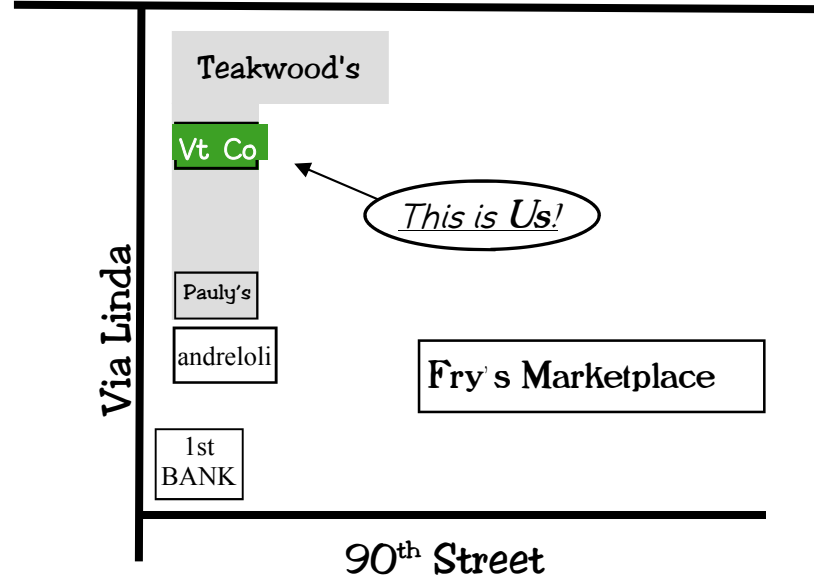 Teakwood's
Vt Co
This is Us!
Via Linda
Pauly's
andreloli
Fry's Marketplace
1st
BANK
90th Street